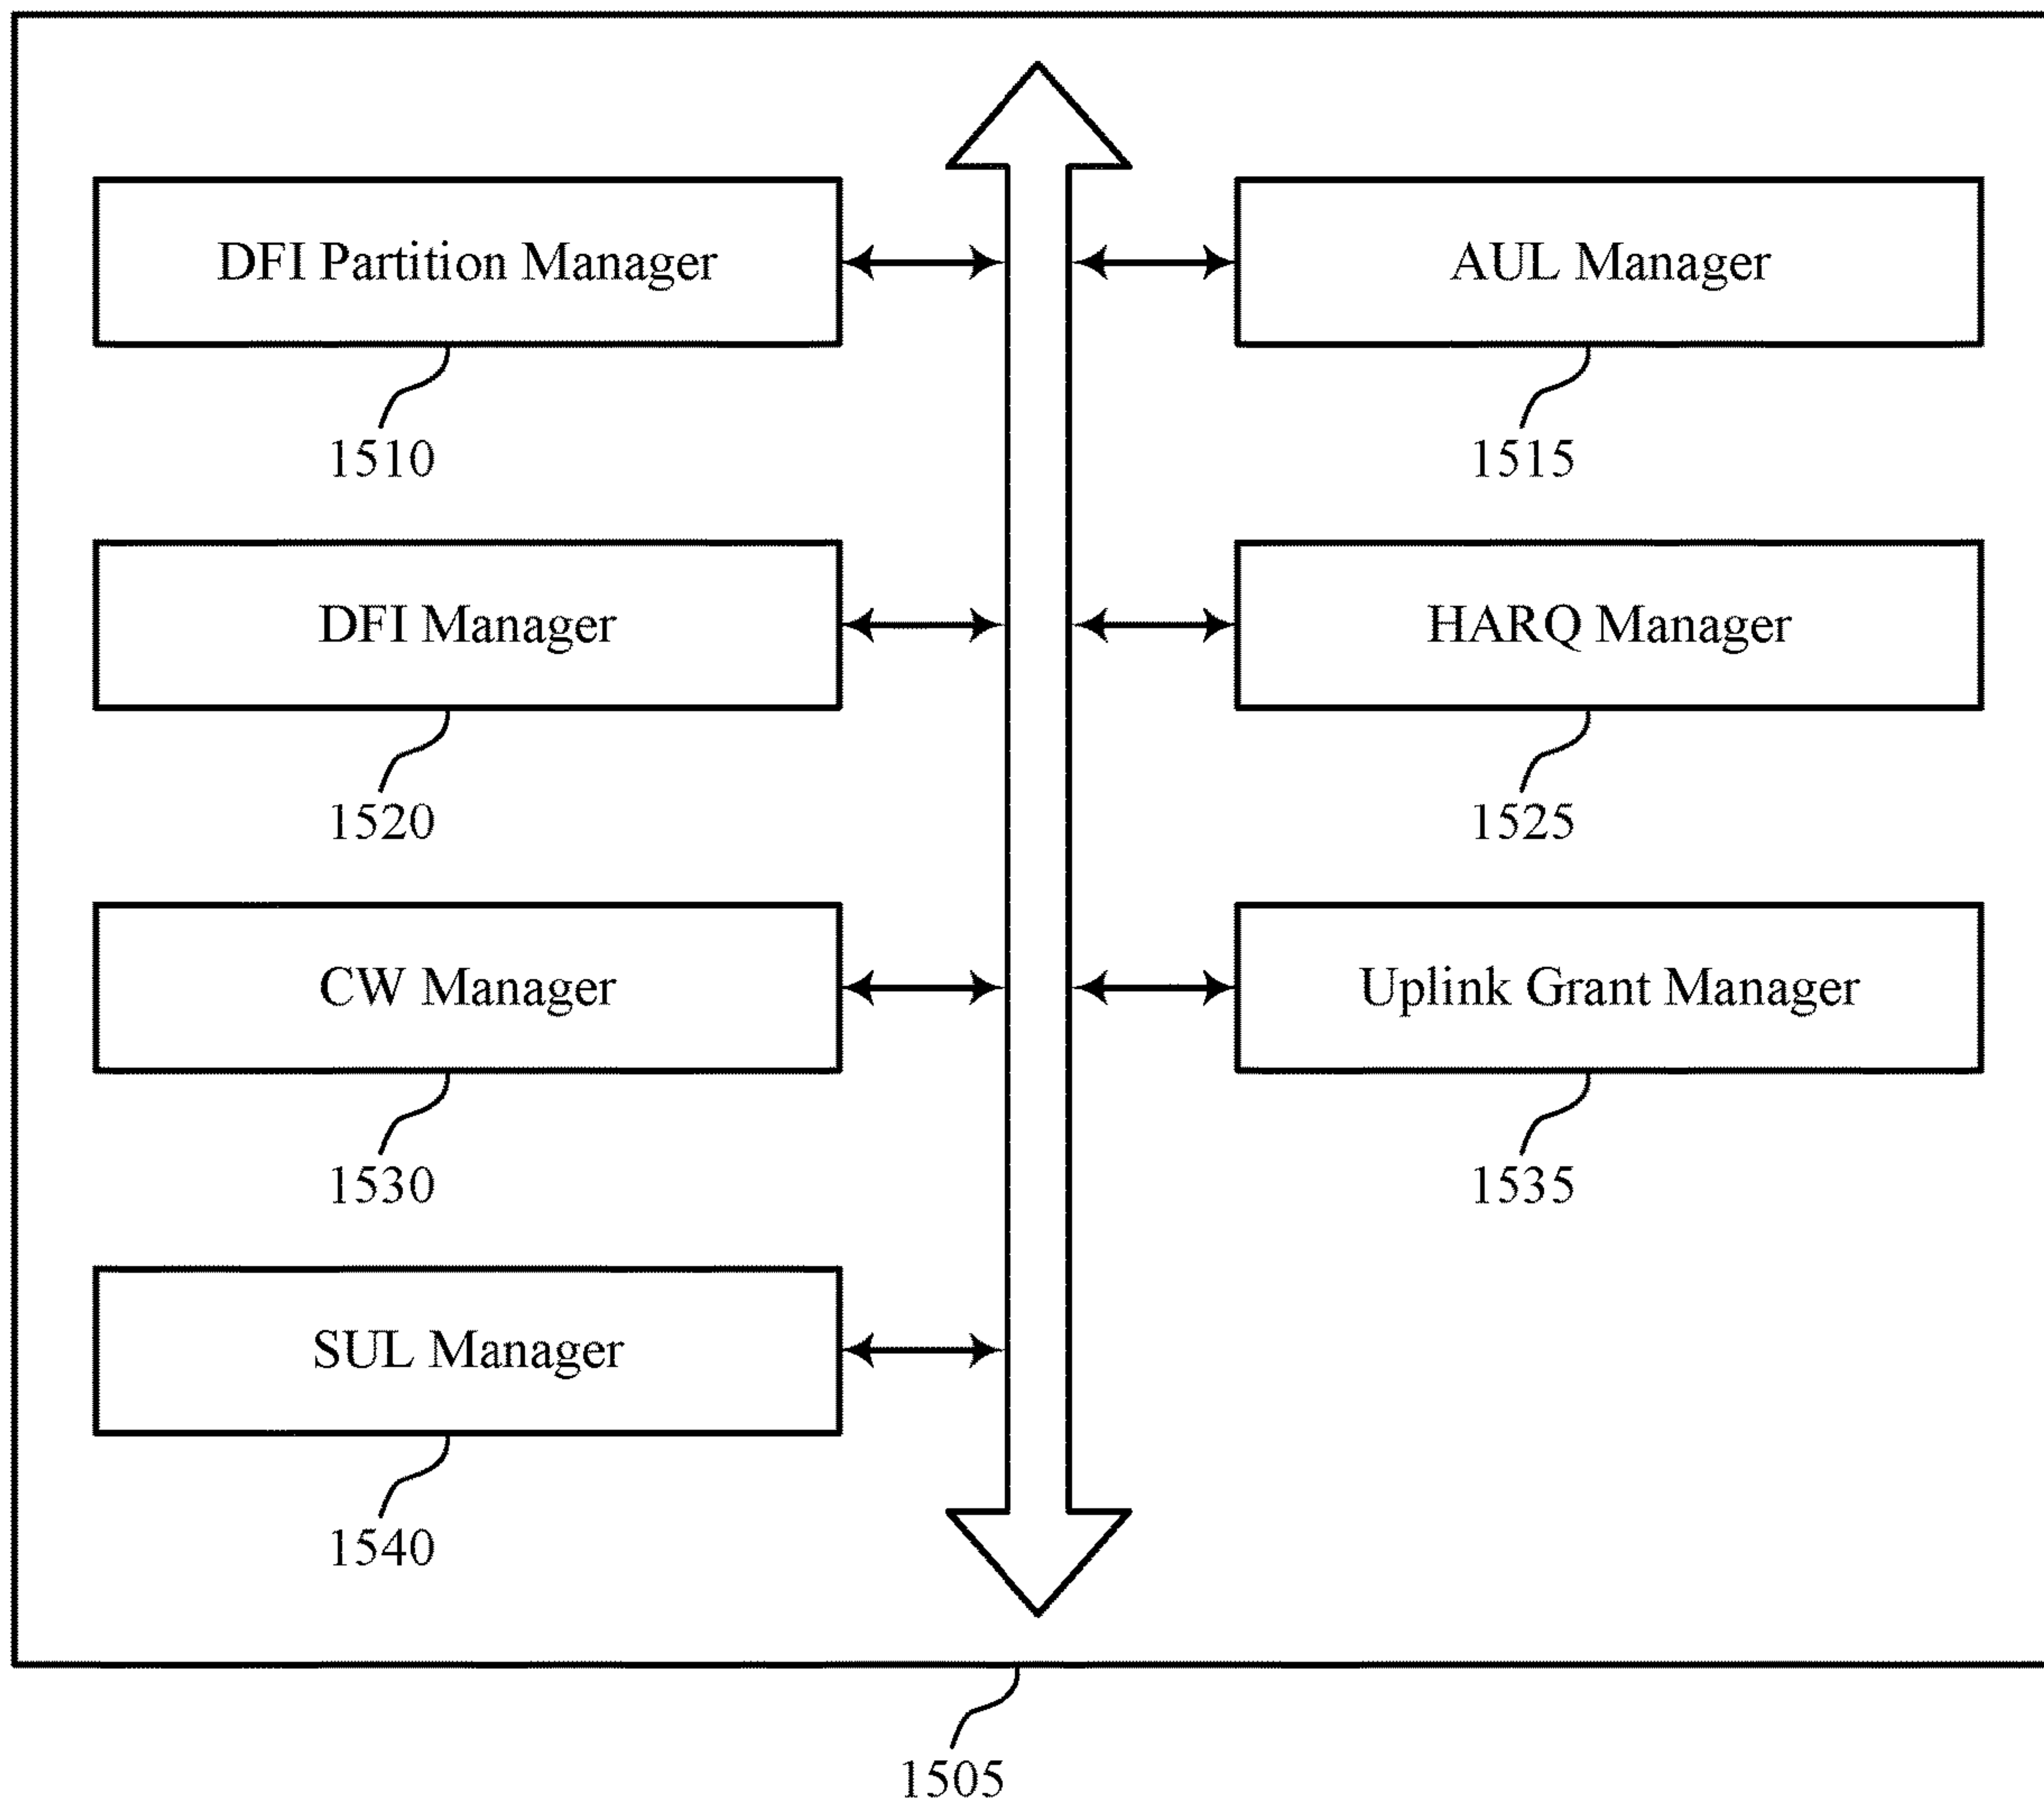 DFI Partition Manager
AUL Manager
1510
1515
DFI Manager
HARQ Manager
1520
1525
CW Manager
Uplink Grant Manager
1530
1535
SUL Manager
1540
1505